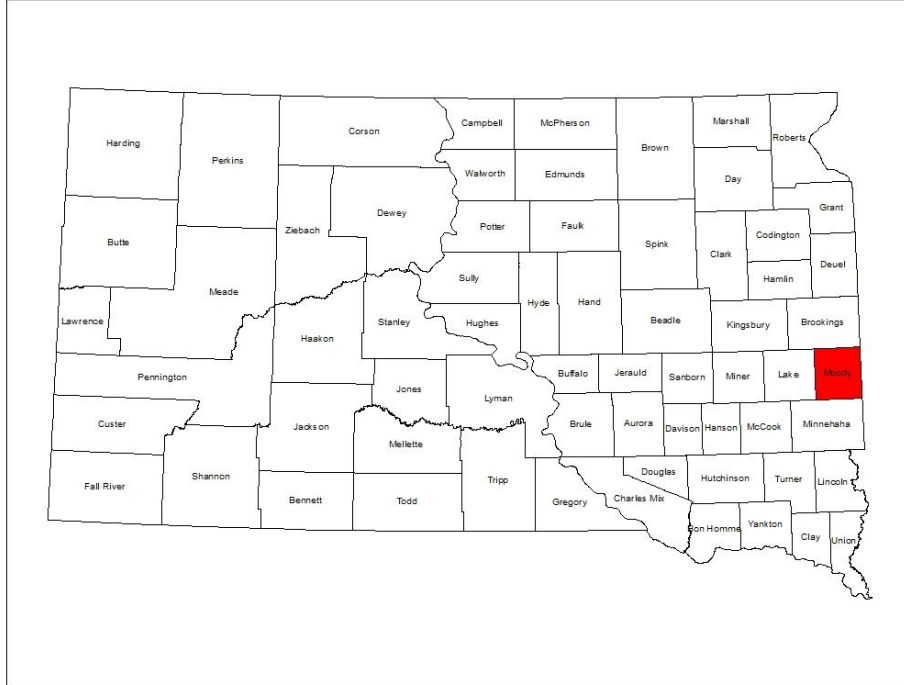 Harding
Perkins
Corson
Campbell
McPherson
Brown
Marshall
Roberts
Walworth
Edmunds
Day
Butte
Ziebach
Dewey
Potter
Faulk
Spink
Clark
Codington
Grant
Meade
Sully
Hyde
Hand
Hamlin
Deuel
Lawrence
Haakon
Stanley
Hughes
Beadle
Kingsbury
Brookings
Pennington
Jones
Lyman
Buffalo
Jerauld
Sanborn
Miner
Lake
Moody
Custer
Jackson
Mellette
Brule
Aurora
Davison
Hanson
McCook
Minnehaha
Fall River
Shannon
Bennett
Todd
Tripp
Gregory
Charles Mix
Douglas
Hutchinson
Turner
Lincoln
Bon Homme
Yankton
Clay
Union